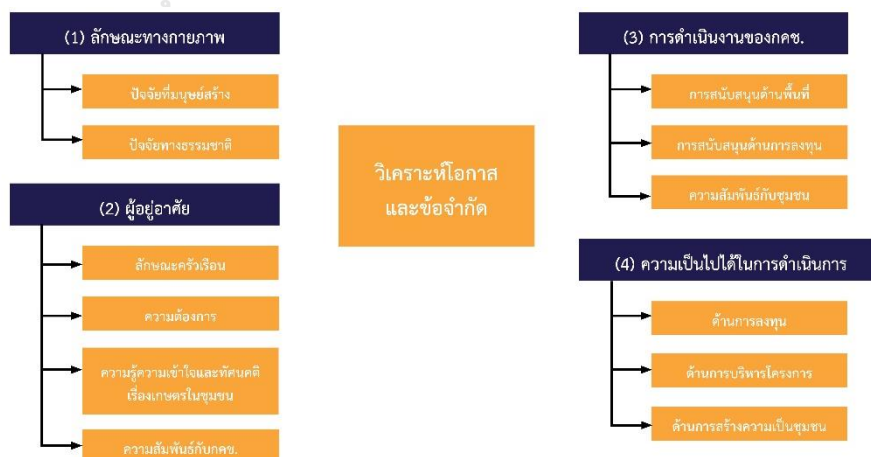 (1) ลักษณะทางกายภาพ
ปัจจัยที่มนุษย์สร้าง
ปัจจัยทางธรรมชาติ
(2) ผู้อยู่อาศัย
ลักษณะครัวเรือน
ความต้องการ
ความรู้ความเข้าใจและทัศนคติ
เรื่องเกษตรในชุมชน
ความสัมพันธ์กับกคช.
วิเคราะห์โอกาส
และข้อจำกัด
(3) การดำเนินงานของกคช.
การสนับสนุนด้านพื้นที่
การสนับสนุนด้านการลงทุน
ความสัมพันธ์กับชุมชน
(4) ความเป็นไปได้ในการดำเนินการ
ด้านการลงทุน
ด้านการบริหารโครงการ
ด้านการสร้างความเป็นชุมชน